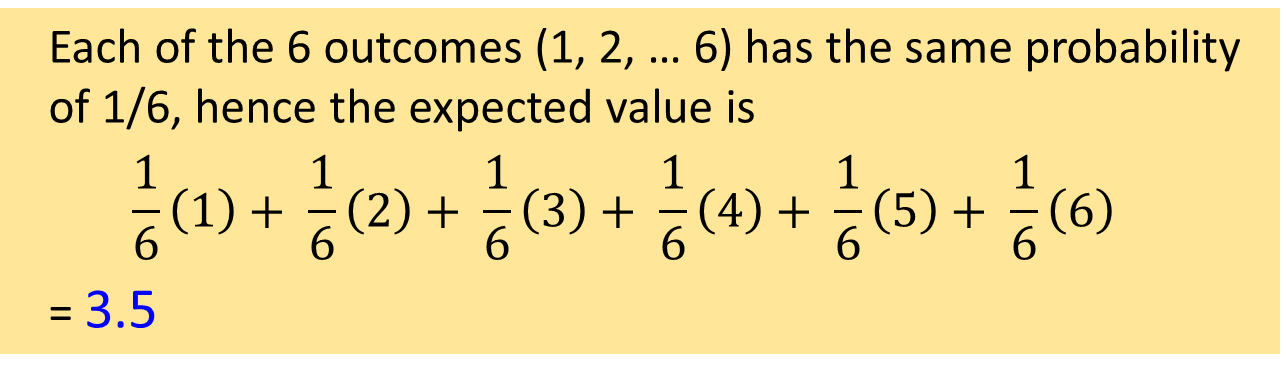 Each of the 6 outcomes (1, 2, … 6) has the same probability
of 1/6, hence the expected value is
1/6 (1) + 1/6 (2) + 1/6 (3) + 1/6 (4) + 1/6 (5) + 1/6 (6)
= 3.5